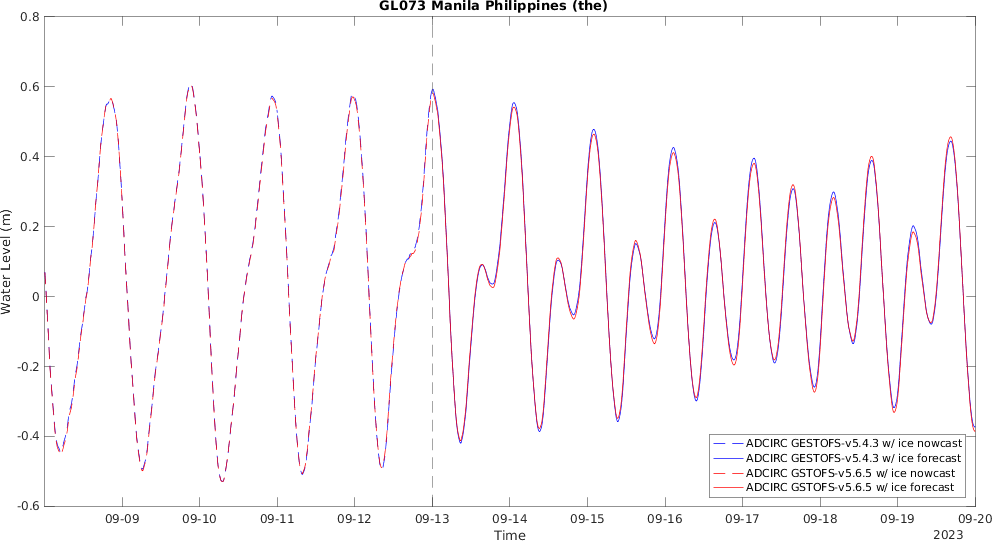 GL073 Manila Philippines (the)
0.8
0.6
0.4
0.2
0
-0.2
-0.4
-0.6
Water Level (m)
ADCIRC GESTOFS-v5.4.3 w/ ice nowcast
ADCIRC GESTOFS-v5.4.3 w/ ice forecast
ADCIRC GSTOFS-v5.6.5 w/ ice nowcast
ADCIRC GSTOFS-v5.6.5 w/ ice forecast
09-09 09-10 09-11 09-12 09-13 09-14 09-15 09-16 09-17 09-18 09-19 09-20
Time
2023